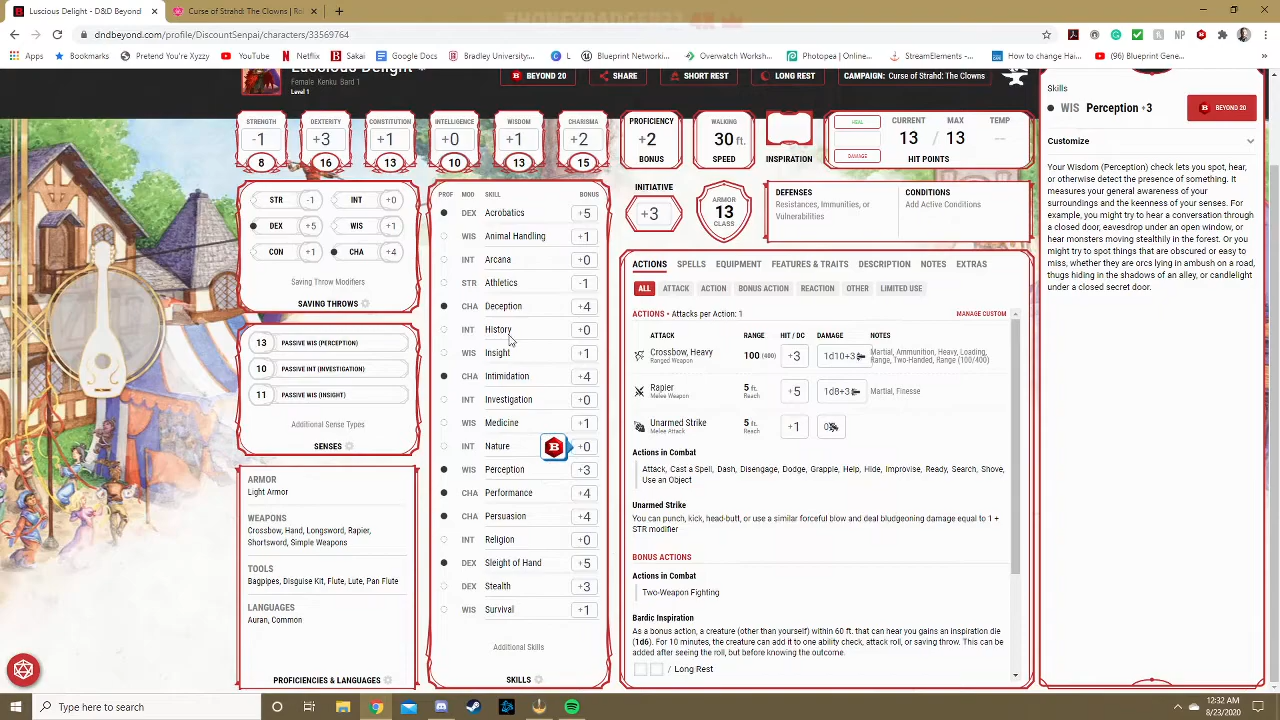 Luscious Delight - D&D Beyond
Curse of Strahd: The Clowns | Rol
dndbeyond.com/profile/DiscountSenpai/characters/33569764
Apps
Bookmarks
Pretend You're Xyzzy
YouTube
Netflix
Sakai
Google Docs
Bradley University:...
C L
Blueprint Networki...
Overwatch Worksh...
Photopea | Online P...
StreamElements -...
How to change Ha...
(96) Blueprint Gene...
Luscious Delight
Female Kenku Bard 1
Level 1
BEYOND 20
SHARE
SHORT REST
LONG REST
CAMPAIGN: Curse of Strahd: The Clowns
STRENGTH
-1
8
DEXTERITY
+3
16
CONSTITUTION
+1
13
INTELLIGENCE
+0
10
WISDOM
+1
13
CHARISMA
+2
15
PROFICIENCY
+2
BONUS
WALKING
30 ft.
SPEED
INSPIRATION
HEAL
DAMAGE
CURRENT
13
/
MAX
13
TEMP
--
HIT POINTS
STR -1
INT +0
DEX +5
WIS +1
CON +1
CHA +4
Saving Throw Modifiers
SAVING THROWS
13 PASSIVE WIS (PERCEPTION)
10 PASSIVE INT (INVESTIGATION)
11 PASSIVE WIS (INSIGHT)
Additional Sense Types
SENSES
ARMOR
Light Armor
WEAPONS
Crossbow, Hand, Longsword, Rapier,
Shortsword, Simple Weapons
TOOLS
Bagpipes, Disguise Kit, Flute, Lute, Pan Flute
LANGUAGES
Auran, Common
PROFICIENCIES & LANGUAGES
PROF MOD SKILL BONUS
DEX Acrobatics +5
WIS Animal Handling +1
INT Arcana +0
STR Athletics -1
CHA Deception +4
INT History +0
WIS Insight +1
CHA Intimidation +4
INT Investigation +0
WIS Medicine +1
INT Nature +0
WIS Perception +3
CHA Performance +4
CHA Persuasion +4
INT Religion +0
DEX Sleight of Hand +5
DEX Stealth +3
WIS Survival +1
Additional Skills
SKILLS
INITIATIVE
+3
ARMOR
13
CLASS
DEFENSES
Resistances, Immunities, or
Vulnerabilities
CONDITIONS
Add Active Conditions
ACTIONS SPELLS EQUIPMENT FEATURES & TRAITS DESCRIPTION NOTES EXTRAS
ALL ATTACK ACTION BONUS ACTION REACTION OTHER LIMITED USE
ACTIONS • Attacks per Action: 1
MANAGE CUSTOM
ATTACK RANGE HIT / DC DAMAGE NOTES
Crossbow, Heavy
Ranged Weapon
100 (400)
+3
1d10+3
Martial, Ammunition, Heavy, Loading,
Range, Two-Handed, Range (100/400)
Rapier
Melee Weapon
5 ft.
Reach
+5
1d8+3
Martial, Finesse
Unarmed Strike
Melee Attack
5 ft.
Reach
+1
0
Actions in Combat
Attack, Cast a Spell, Dash, Disengage, Dodge, Grapple, Help, Hide, Improvise, Ready, Search, Shove,
Use an Object
Unarmed Strike
You can punch, kick, head-butt, or use a similar forceful blow and deal bludgeoning damage equal to 1 +
STR modifier
BONUS ACTIONS
Actions in Combat
Two-Weapon Fighting
Bardic Inspiration
As a bonus action, a creature (other than yourself) within 60 ft. that can hear you gains an inspiration die
(1d6). For 10 minutes, the creature can add it to one ability check, attack roll, or saving throw. This can be
added after seeing the roll, but before knowing the outcome.
/ Long Rest
Skills
WIS Perception +3
BEYOND 20
Customize
Your Wisdom (Perception) check lets you spot, hear,
or otherwise detect the presence of something. It
measures your general awareness of your
surroundings and the keenness of your senses. For
example, you might try to hear a conversation through
a closed door, eavesdrop under an open window, or
hear monsters moving stealthily in the forest. Or you
might try to spot things that are obscured or easy to
miss, whether they are orcs lying in ambush on a road,
thugs hiding in the shadows of an alley, or candlelight
under a closed secret door.
Type here to search
12:32 AM
8/23/2020